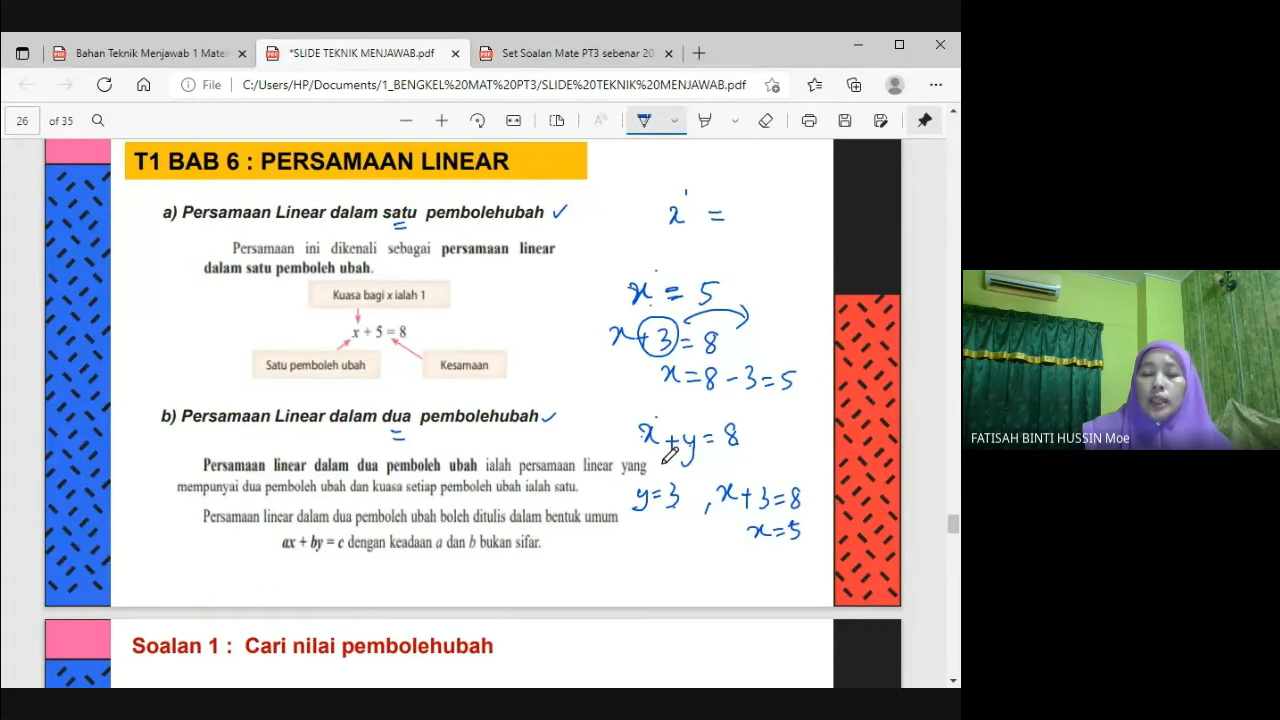 Bahan Teknik Menjawab 1 Mate
*SLIDE TEKNIK MENJAWAB.pdf
Set Soalan Mate PT3 sebenar 20
File
C:/Users/HP/Documents/1_BENGKEL%20MAT%20PT3/SLIDE%20TEKNIK%20MENJAWAB.pdf
26 of 35
T1 BAB 6 : PERSAMAAN LINEAR
a) Persamaan Linear dalam satu pembolehubah ✓
Persamaan ini dikenali sebagai persamaan linear
dalam satu pemboleh ubah.
Kuasa bagi x ialah 1
x + 5 = 8
Satu pemboleh ubah
Kesamaan
x¹ =
x = 5
x + 3 = 8
x = 8 - 3 = 5
b) Persamaan Linear dalam dua pembolehubah ✓
Persamaan linear dalam dua pemboleh ubah ialah persamaan linear yang
mempunyai dua pemboleh ubah dan kuasa setiap pemboleh ubah ialah satu.
Persamaan linear dalam dua pemboleh ubah boleh ditulis dalam bentuk umum
ax + by = c dengan keadaan a dan b bukan sifar.
x + y = 8
y = 3 , x + 3 = 8
x = 5
Soalan 1 : Cari nilai pembolehubah
FATISAH BINTI HUSSIN Moe